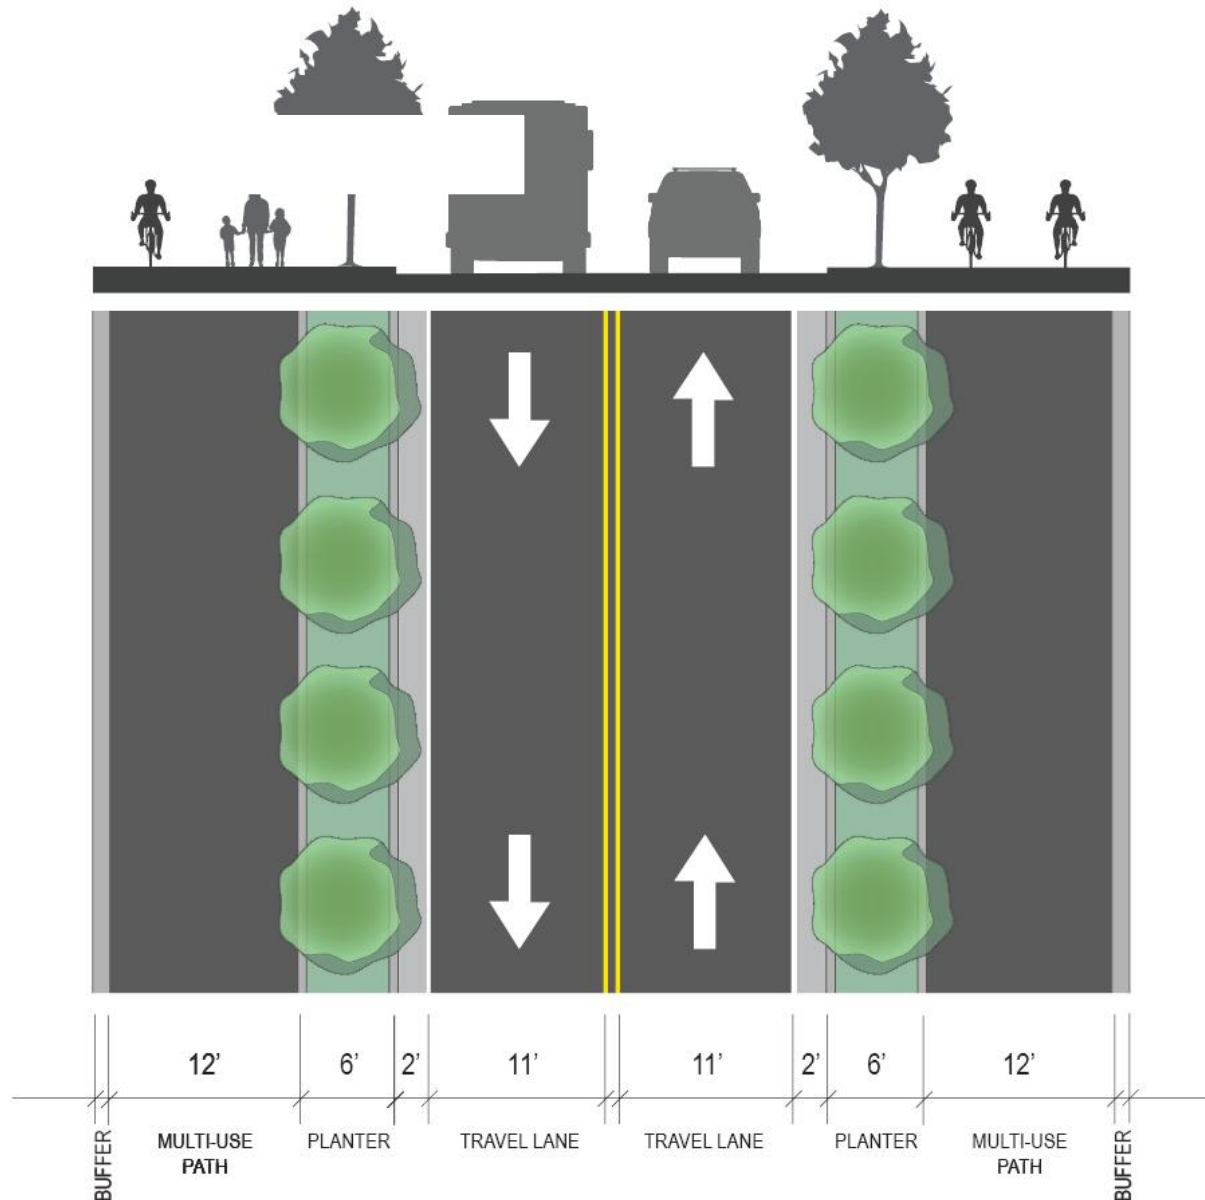 12’ 6’ 2’ 11’ 11’ 2’ 6’ 12’
BUFFER MULTI-USE PATH PLANTER TRAVEL LANE TRAVEL LANE PLANTER MULTI-USE PATH BUFFER